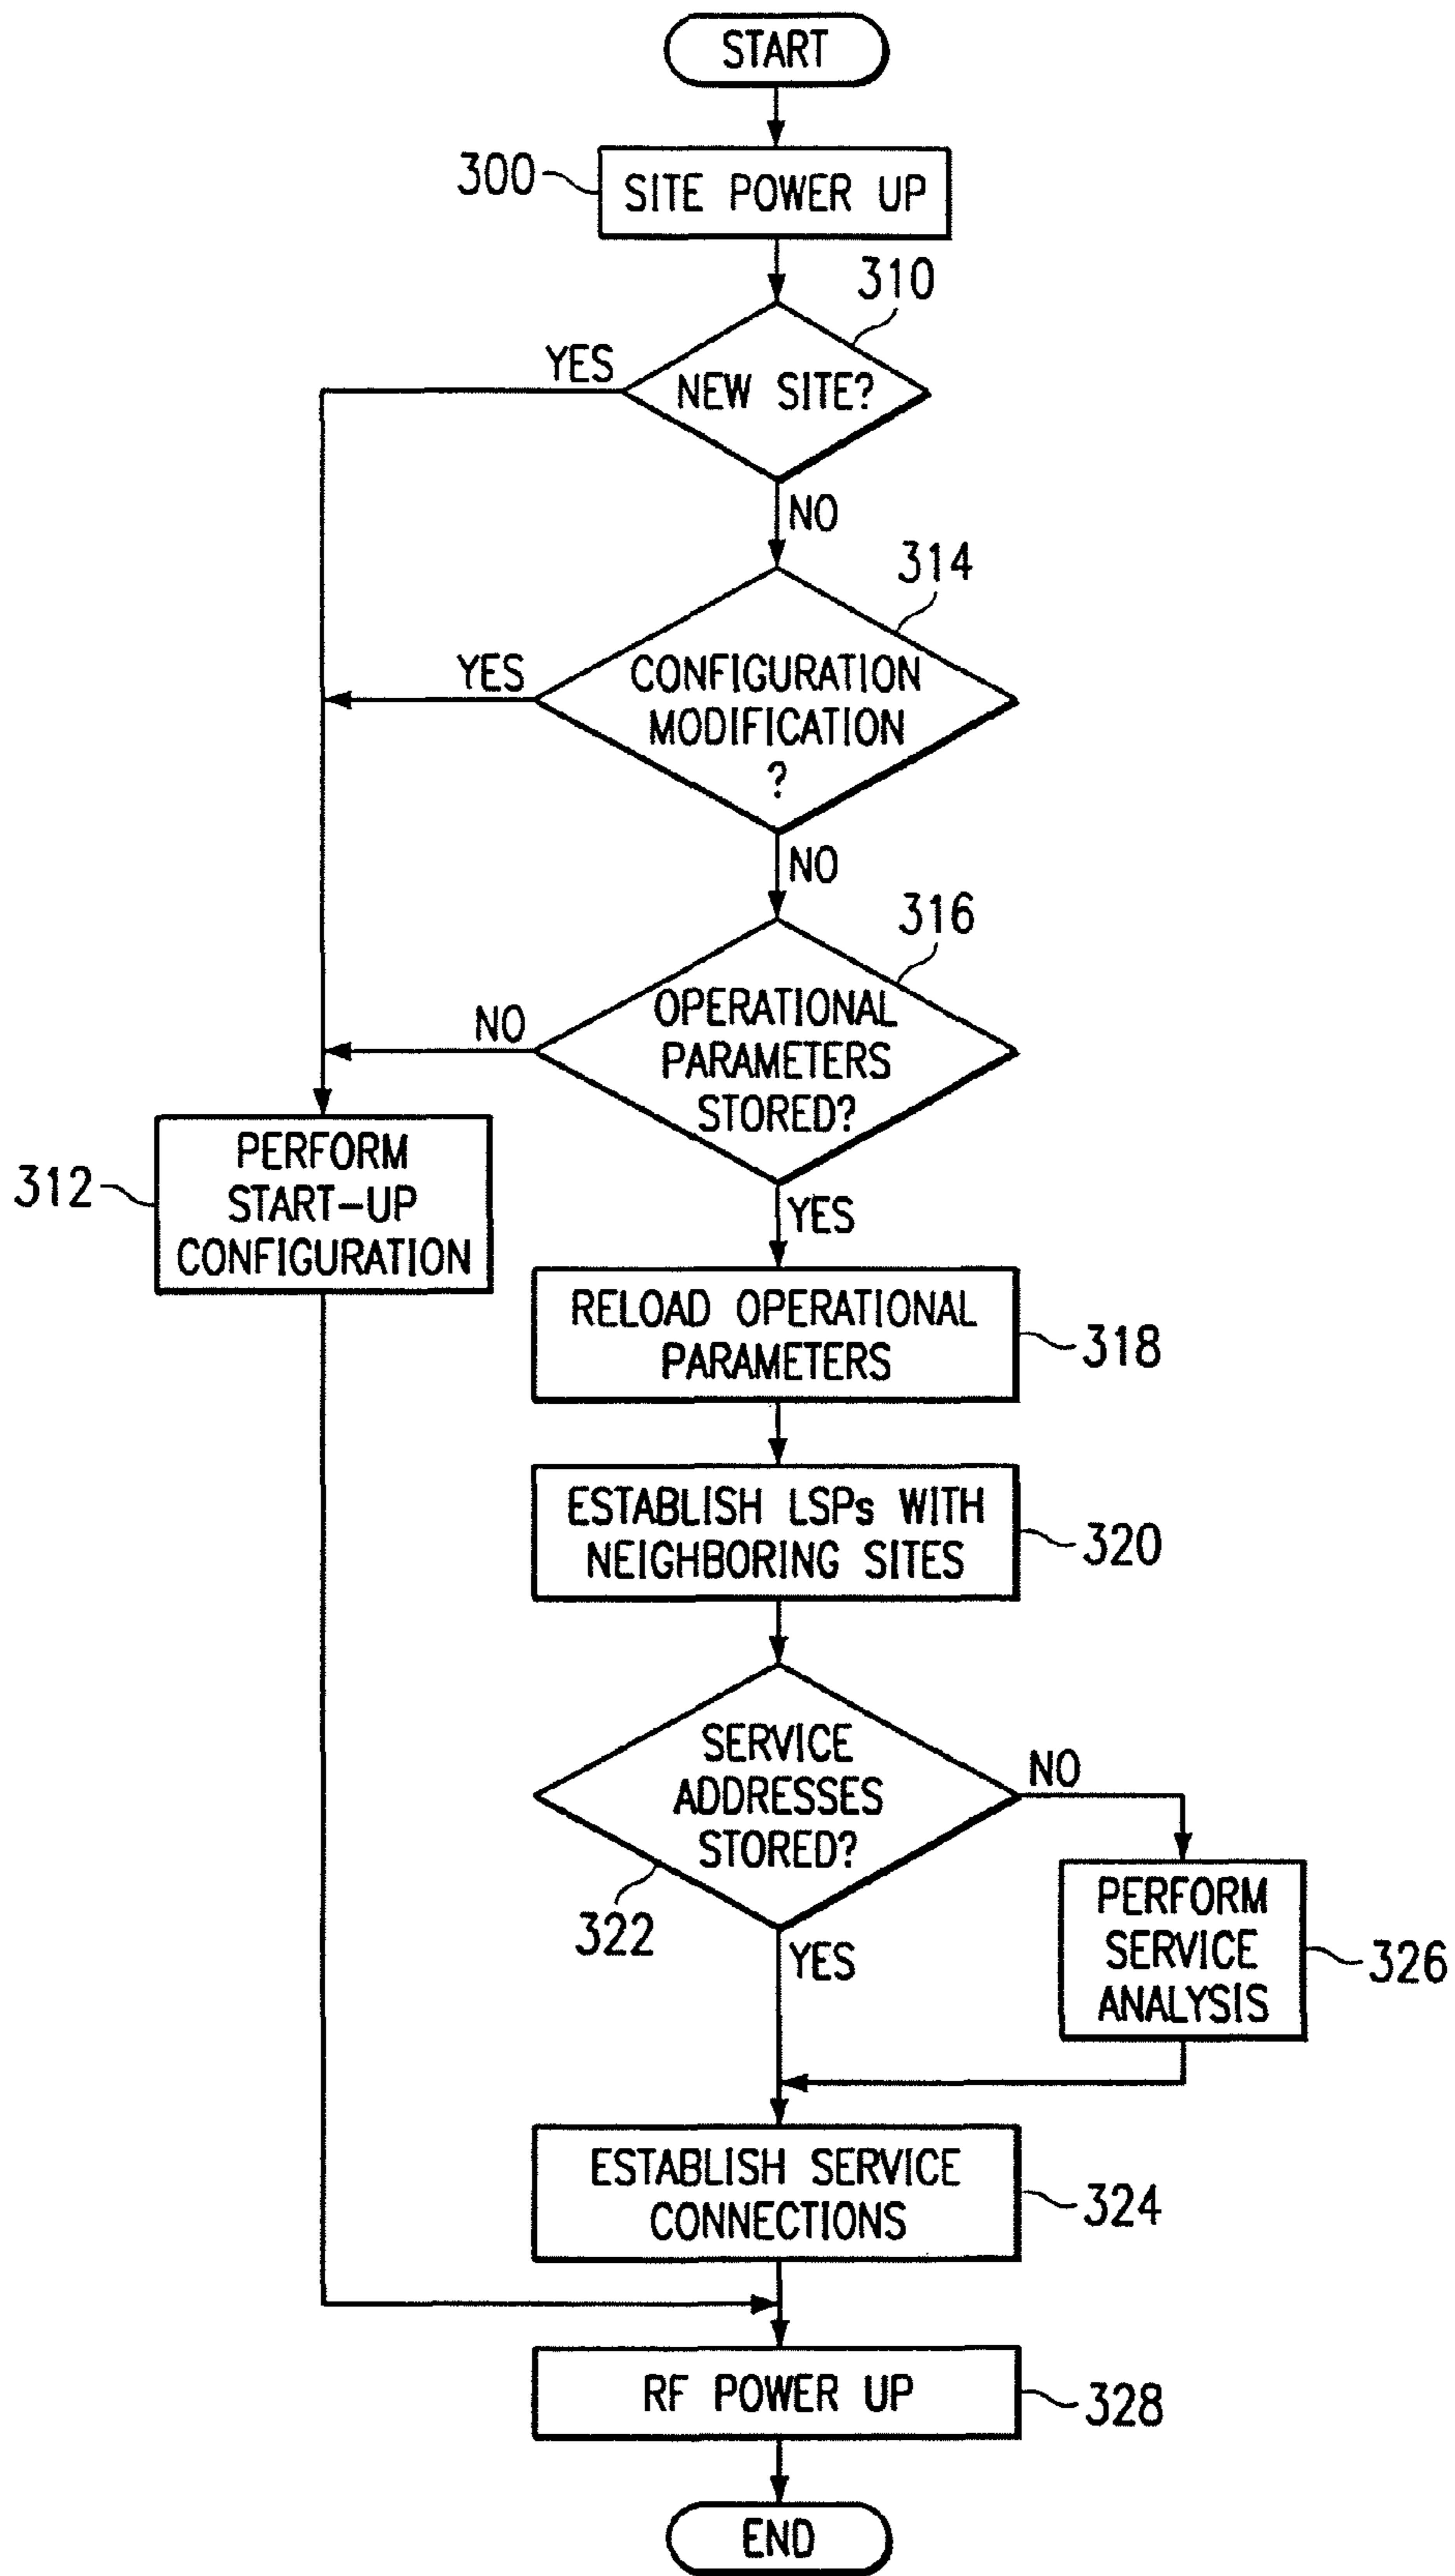 START
300
SITE POWER UP
310
YES
NEW SITE?
NO
314
YES
CONFIGURATION
MODIFICATION
?
NO
316
NO
OPERATIONAL
PARAMETERS
STORED?
312
PERFORM
START-UP
CONFIGURATION
YES
RELOAD OPERATIONAL
PARAMETERS
318
ESTABLISH LSPs WITH
NEIGHBORING SITES
320
SERVICE
ADDRESSES
STORED?
NO
322
YES
PERFORM
SERVICE
ANALYSIS
326
ESTABLISH SERVICE
CONNECTIONS
324
RF POWER UP
328
END